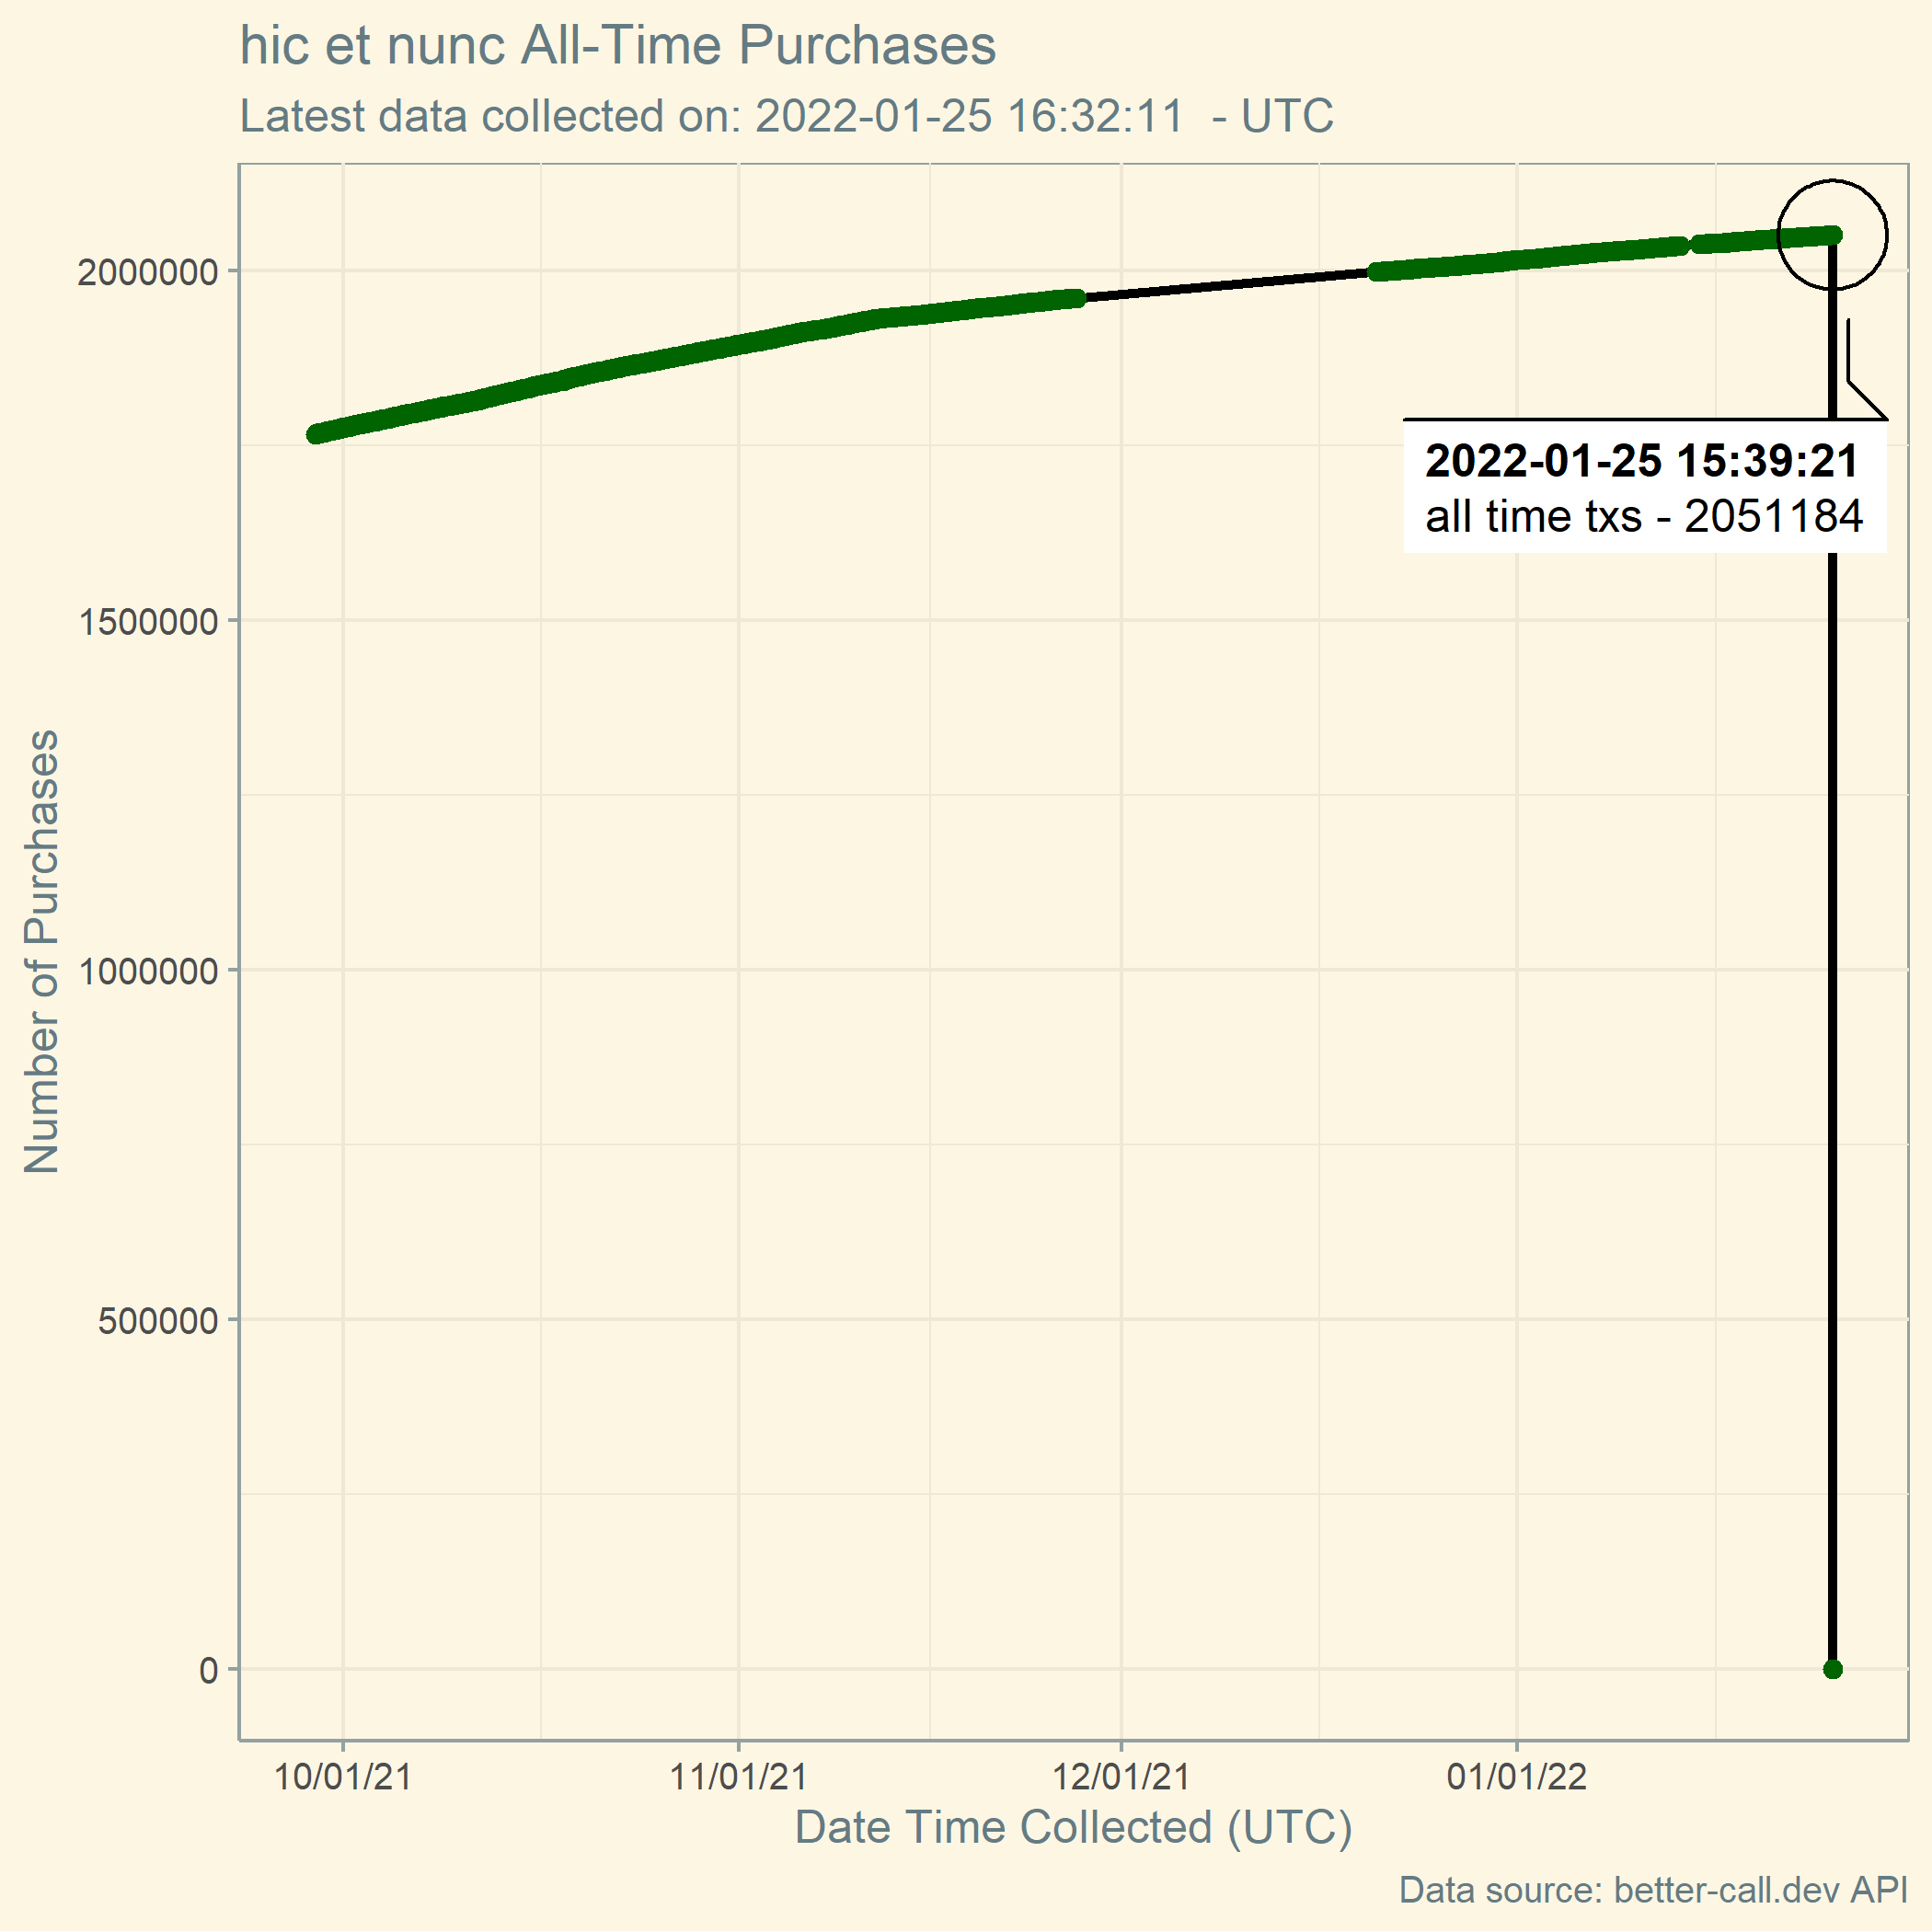 hic et nunc All-Time Purchases
Latest data collected on: 2022-01-25 16:32:11  - UTC
2000000
1500000
1000000
500000
0
Number of Purchases
2022-01-25 15:39:21
all time txs - 2051184
10/01/21
11/01/21
12/01/21
01/01/22
Date Time Collected (UTC)
Data source: better-call.dev API